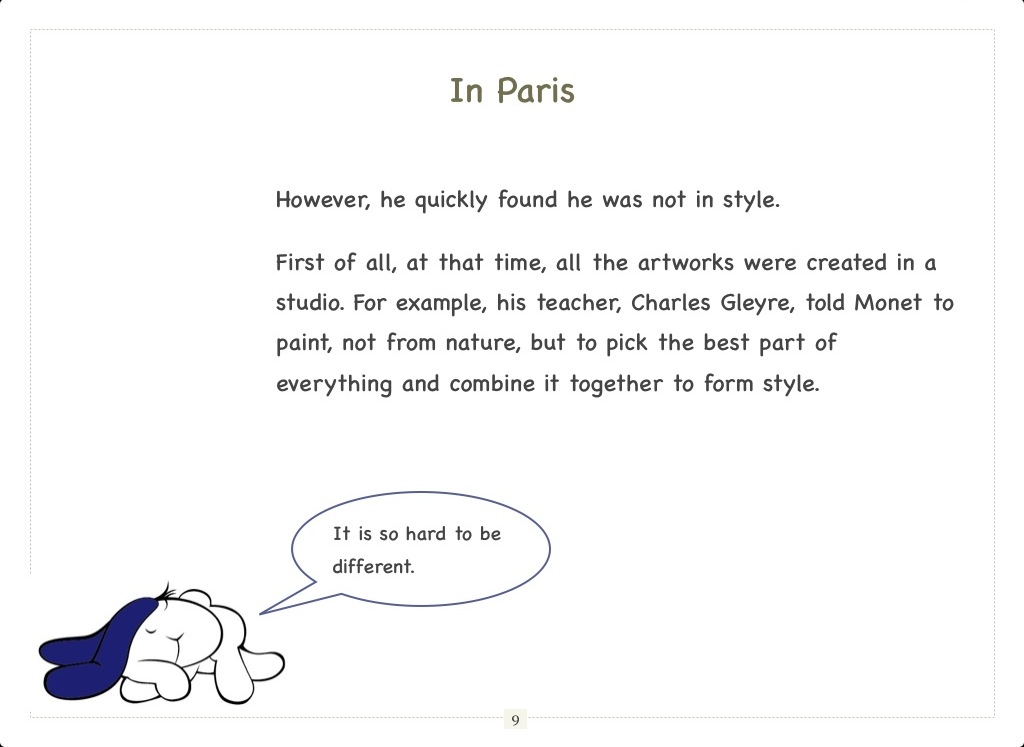 In Paris
However, he quickly found he was not in style.
First of all, at that time, all the artworks were created in a
studio. For example, his teacher, Charles Gleyre, told Monet to
paint, not from nature, but to pick the best part of
everything and combine it together to form style.
It is so hard to be
different.
9